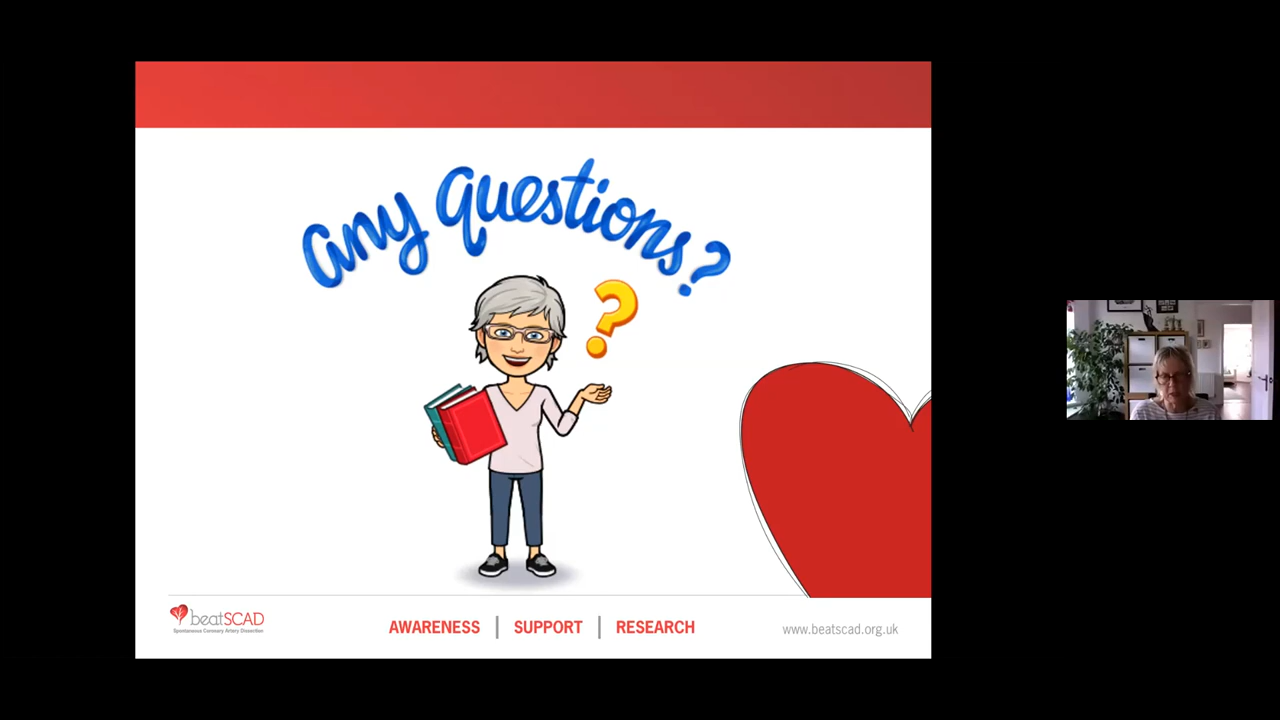 any questions?
beatSCAD
Spontaneous Coronary Artery Dissection
AWARENESS | SUPPORT | RESEARCH
www.beatscad.org.uk